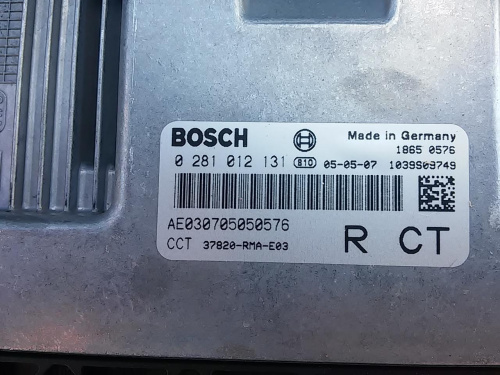 BOSCH Made in Germany
1865 0576
0 281 012 131 810 05-05-07 1039S09749
AE030705050576
CCT 37820-RMA-E03 R CT